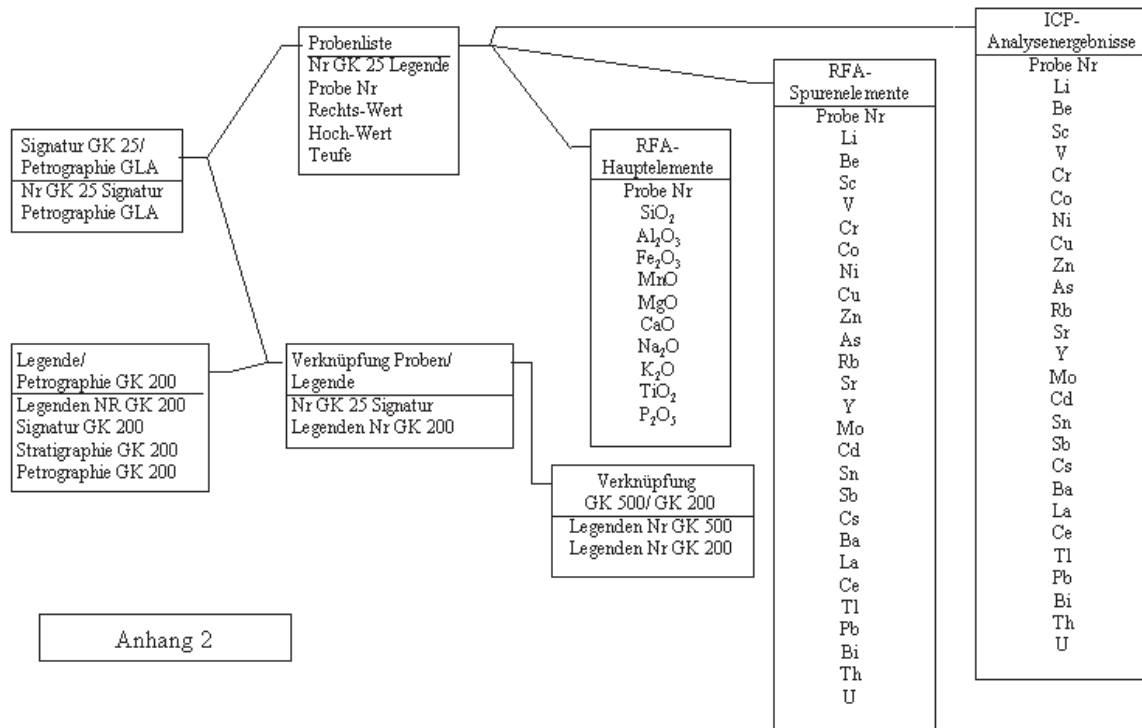 Signatur GK 25/
Petrographie GLA
Nr GK 25 Signatur
Petrographie GLA
Legende/
Petrographie GK 200
Legenden NR GK 200
Signatur GK 200
Stratigraphie GK 200
Petrographie GK 200
Probenliste
Nr GK 25 Legende
Probe Nr
Rechts-Wert
Hoch-Wert
Teufe
Verknüpfung Proben/
Legende
Nr GK 25 Signatur
Legenden Nr GK 200
Verknüpfung
GK 500/ GK 200
Legenden Nr GK 500
Legenden Nr GK 200
RFA-
Hauptelemente
Probe Nr
SiO₂
Al₂O₃
Fe₂O₃
MnO
MgO
CaO
Na₂O
K₂O
TiO₂
P₂O₅
RFA-
Spurenelemente
Probe Nr
Li
Be
Sc
V
Cr
Co
Ni
Cu
Zn
As
Rb
Sr
Y
Mo
Cd
Sn
Sb
Cs
Ba
La
Ce
Tl
Pb
Bi
Th
U
ICP-
Analysenergebnisse
Probe Nr
Li
Be
Sc
V
Cr
Co
Ni
Cu
Zn
As
Rb
Sr
Y
Mo
Cd
Sn
Sb
Cs
Ba
La
Ce
Tl
Pb
Bi
Th
U
Anhang 2